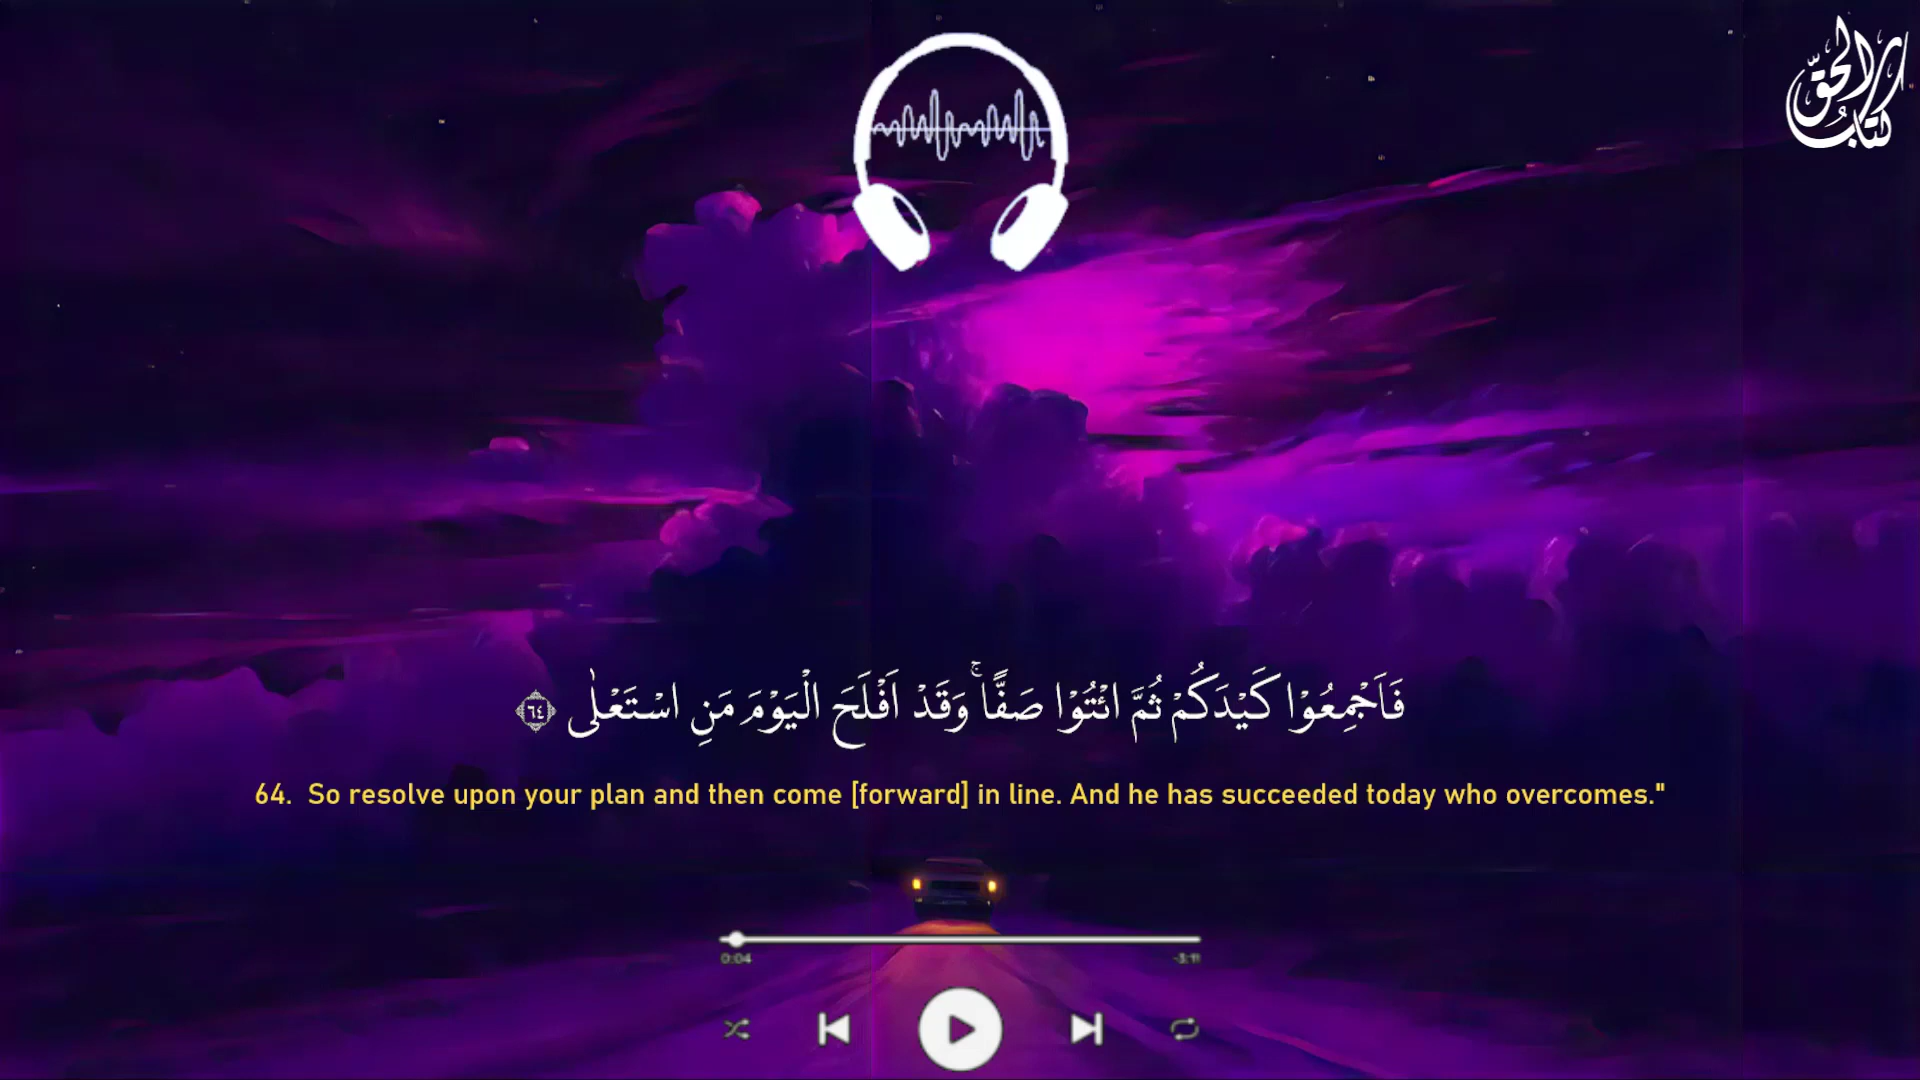 كتاب الحق
فَاَجْمِعُوْا كَيْدَكُمْ ثُمَّ ائْتُوْا صَفًّاۚ وَقَدْ اَفْلَحَ الْيَوْمَ مَنِ اسْتَعْلٰى ٦٤
64. So resolve upon your plan and then come [forward] in line. And he has succeeded today who overcomes."
0:04 -3:11